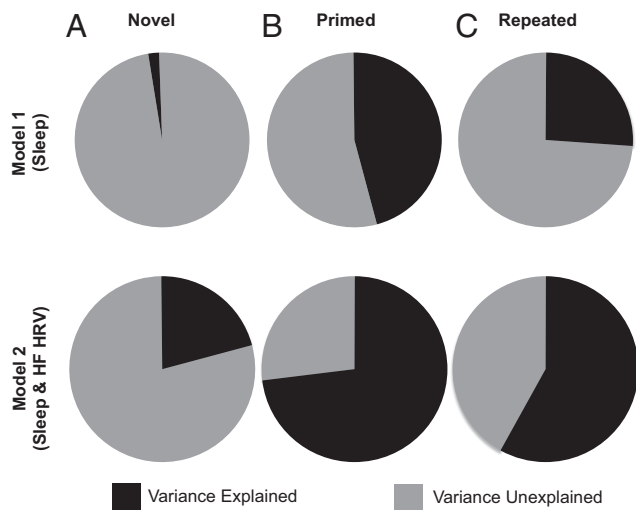 A Novel
B Primed
C Repeated
Model 1
(Sleep)
Model 2
(Sleep & HF HRV)
Variance Explained
Variance Unexplained